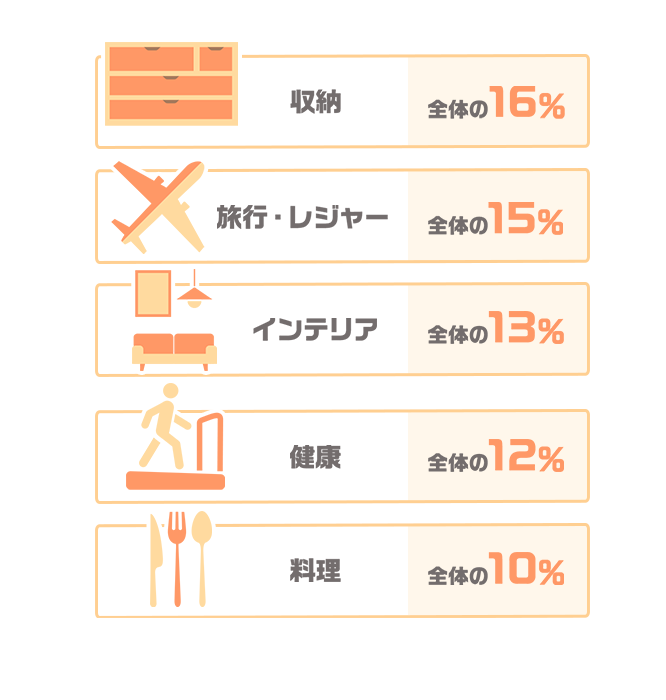 収納 全体の16%
旅行・レジャー 全体の15%
インテリア 全体の13%
健康 全体の12%
料理 全体の10%